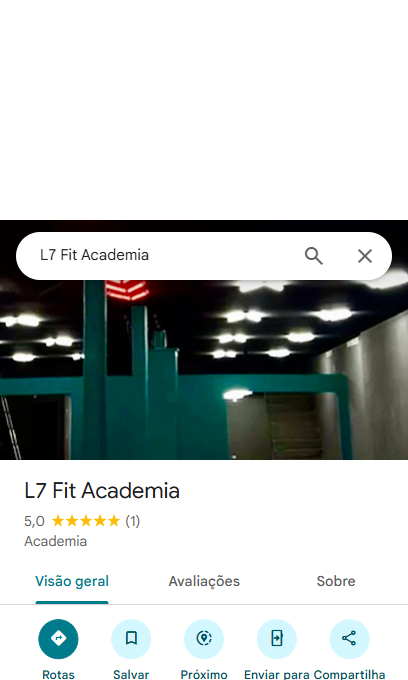 L7 Fit Academia
L7 Fit Academia
5,0 (1)
Academia
Visão geral Avaliações Sobre
Rotas Salvar Próximo Enviar para Compartilhar